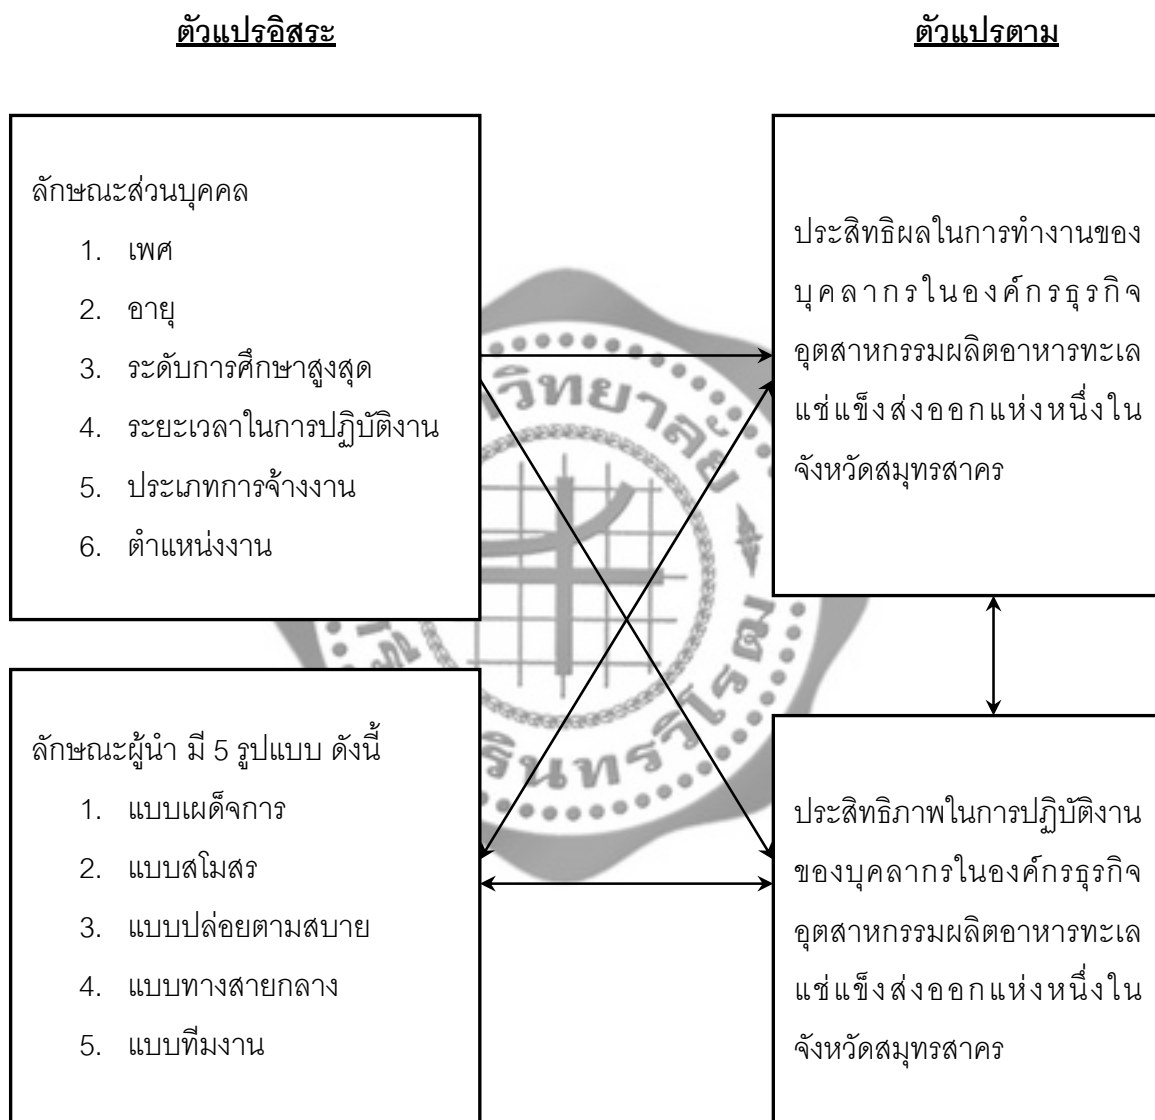 ตัวแปรอิสระ
ตัวแปรตาม
ลักษณะส่วนบุคคล
1. เพศ
2. อายุ
3. ระดับการศึกษาสูงสุด
4. ระยะเวลาในการปฏิบัติงาน
5. ประเภทการจ้างงาน
6. ตำแหน่งงาน
ประสิทธิผลในการทำงานของ
บุคลากรในองค์กรธุรกิจ
อุตสาหกรรมผลิตอาหารทะเล
แช่แข็งส่งออกแห่งหนึ่งใน
จังหวัดสมุทรสาคร
ลักษณะผู้นำ มี 5 รูปแบบ ดังนี้
1. แบบเผด็จการ
2. แบบสโมสร
3. แบบปล่อยตามสบาย
4. แบบทางสายกลาง
5. แบบทีมงาน
ประสิทธิภาพในการปฏิบัติงาน
ของบุคลากรในองค์กรธุรกิจ
อุตสาหกรรมผลิตอาหารทะเล
แช่แข็งส่งออกแห่งหนึ่งใน
จังหวัดสมุทรสาคร